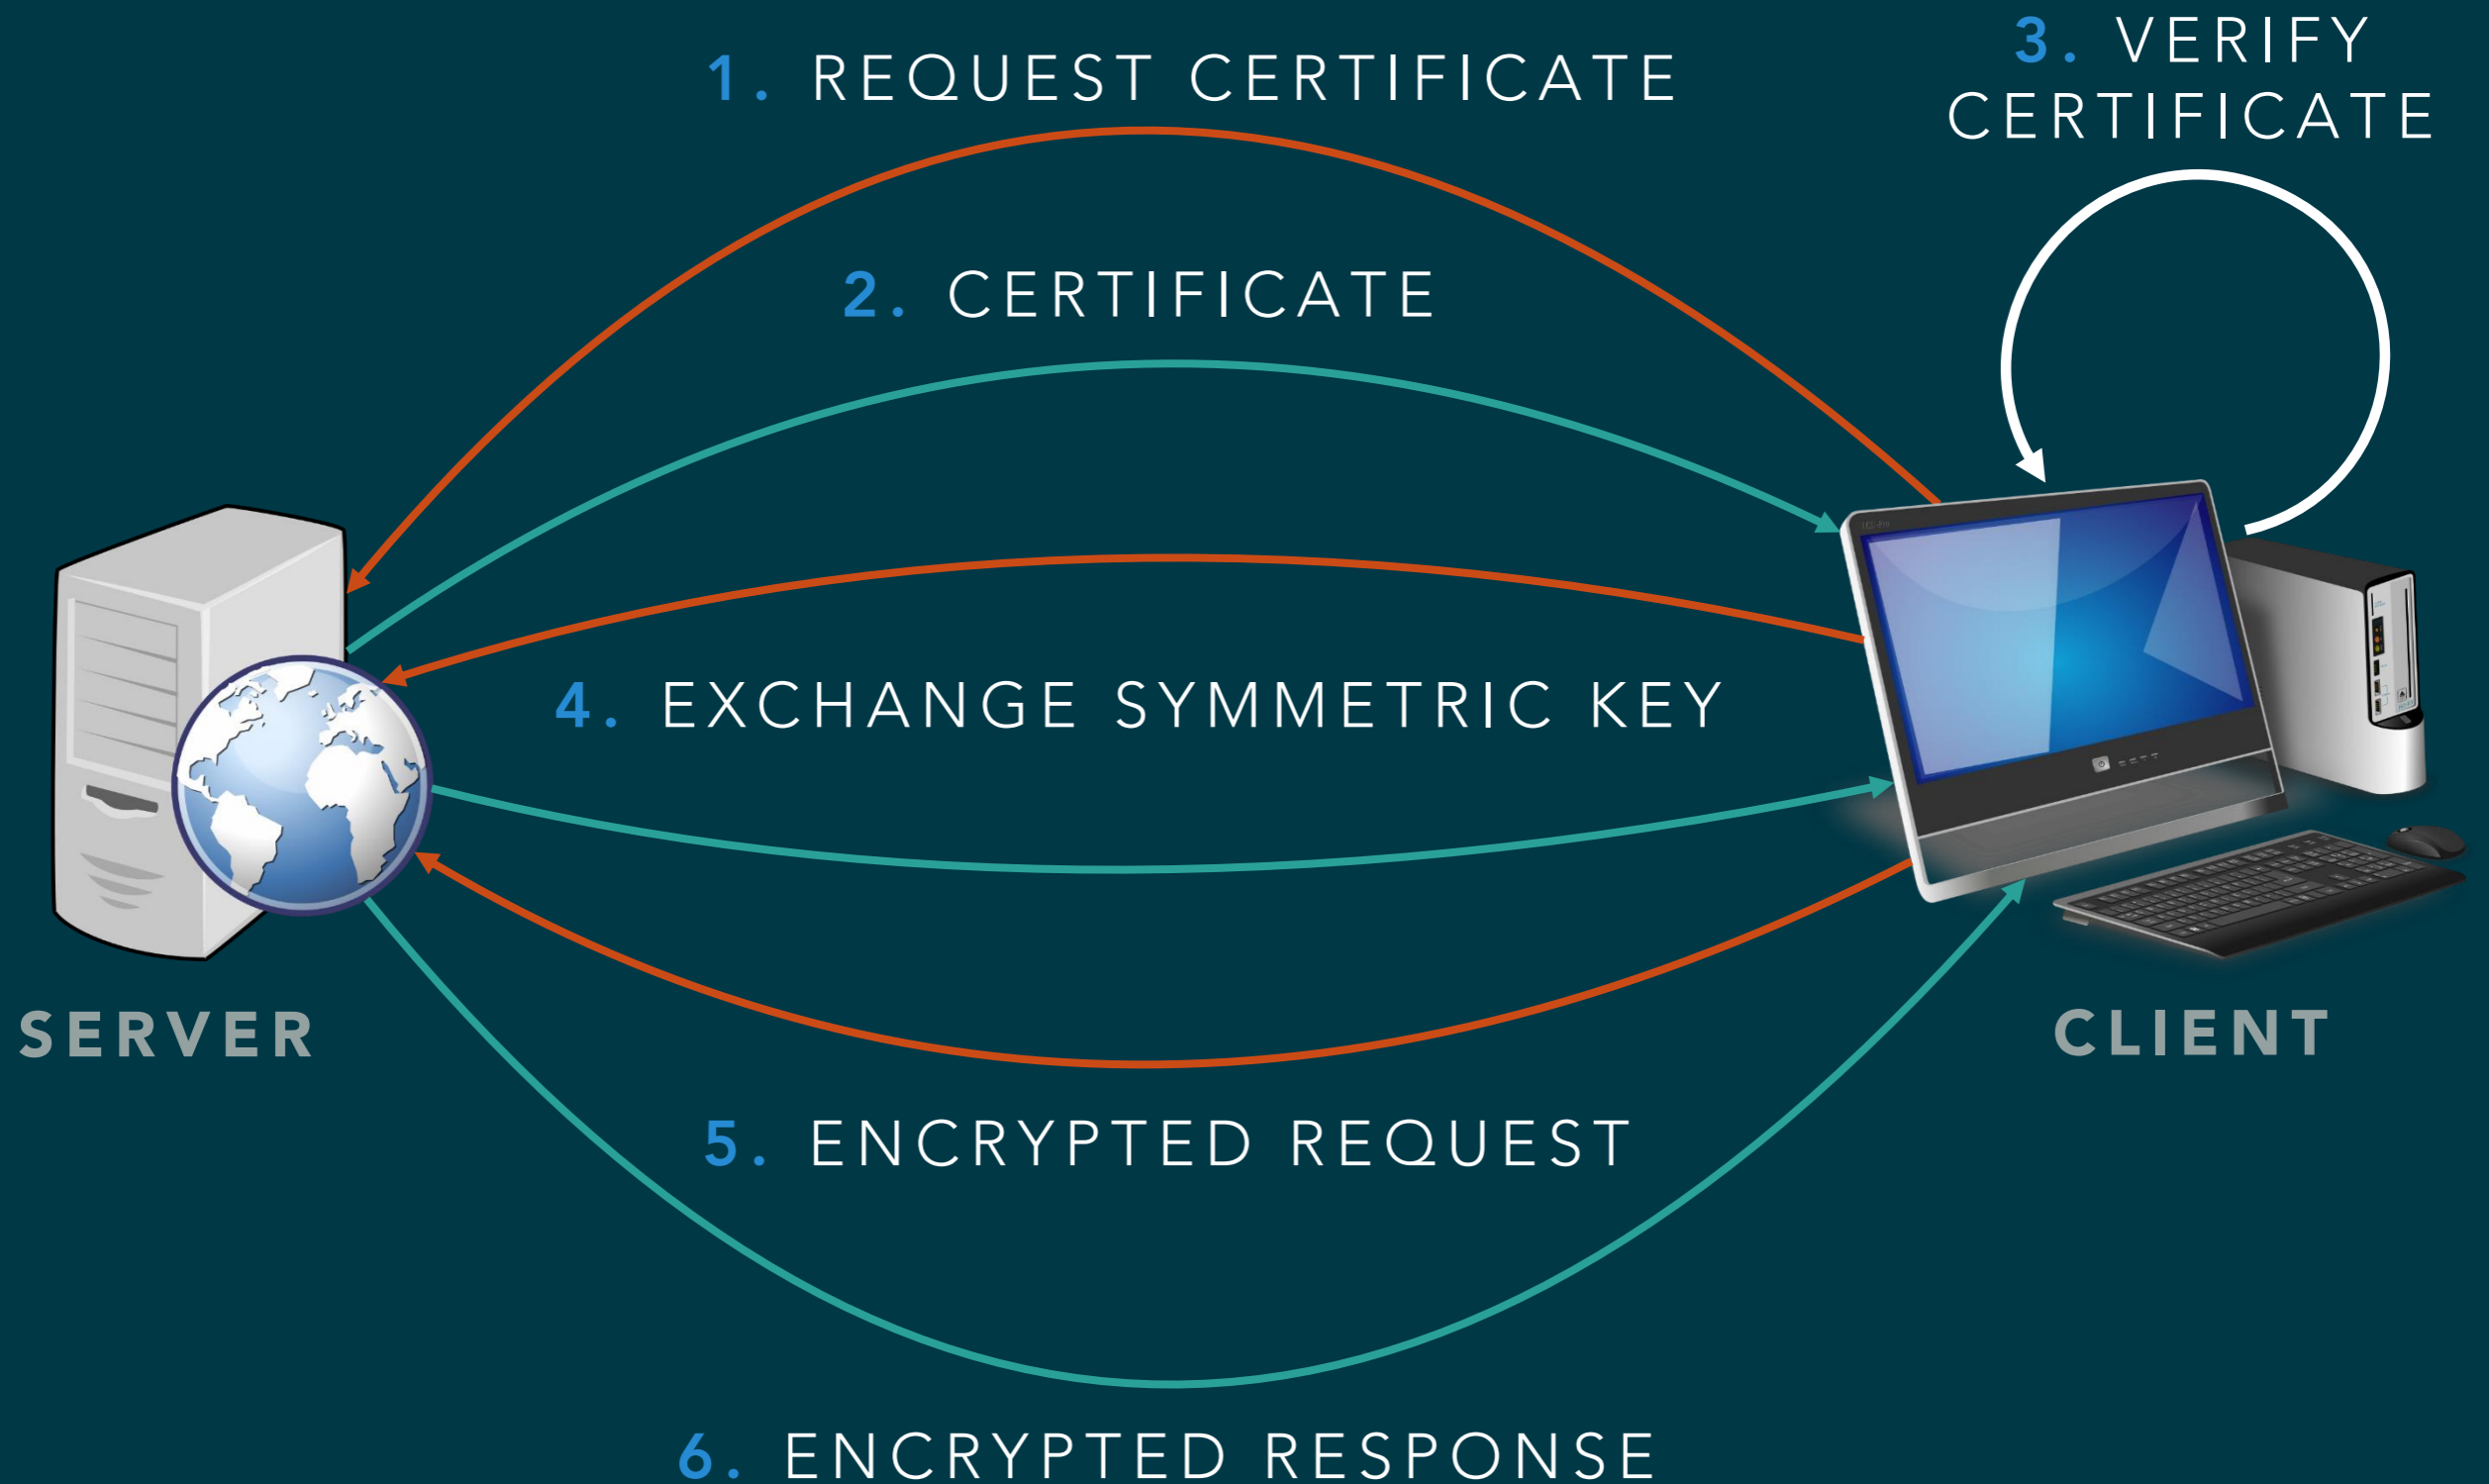 1. REQUEST CERTIFICATE
3. VERIFY
CERTIFICATE
2. CERTIFICATE
4. EXCHANGE SYMMETRIC KEY
SERVER
CLIENT
5. ENCRYPTED REQUEST
6. ENCRYPTED RESPONSE